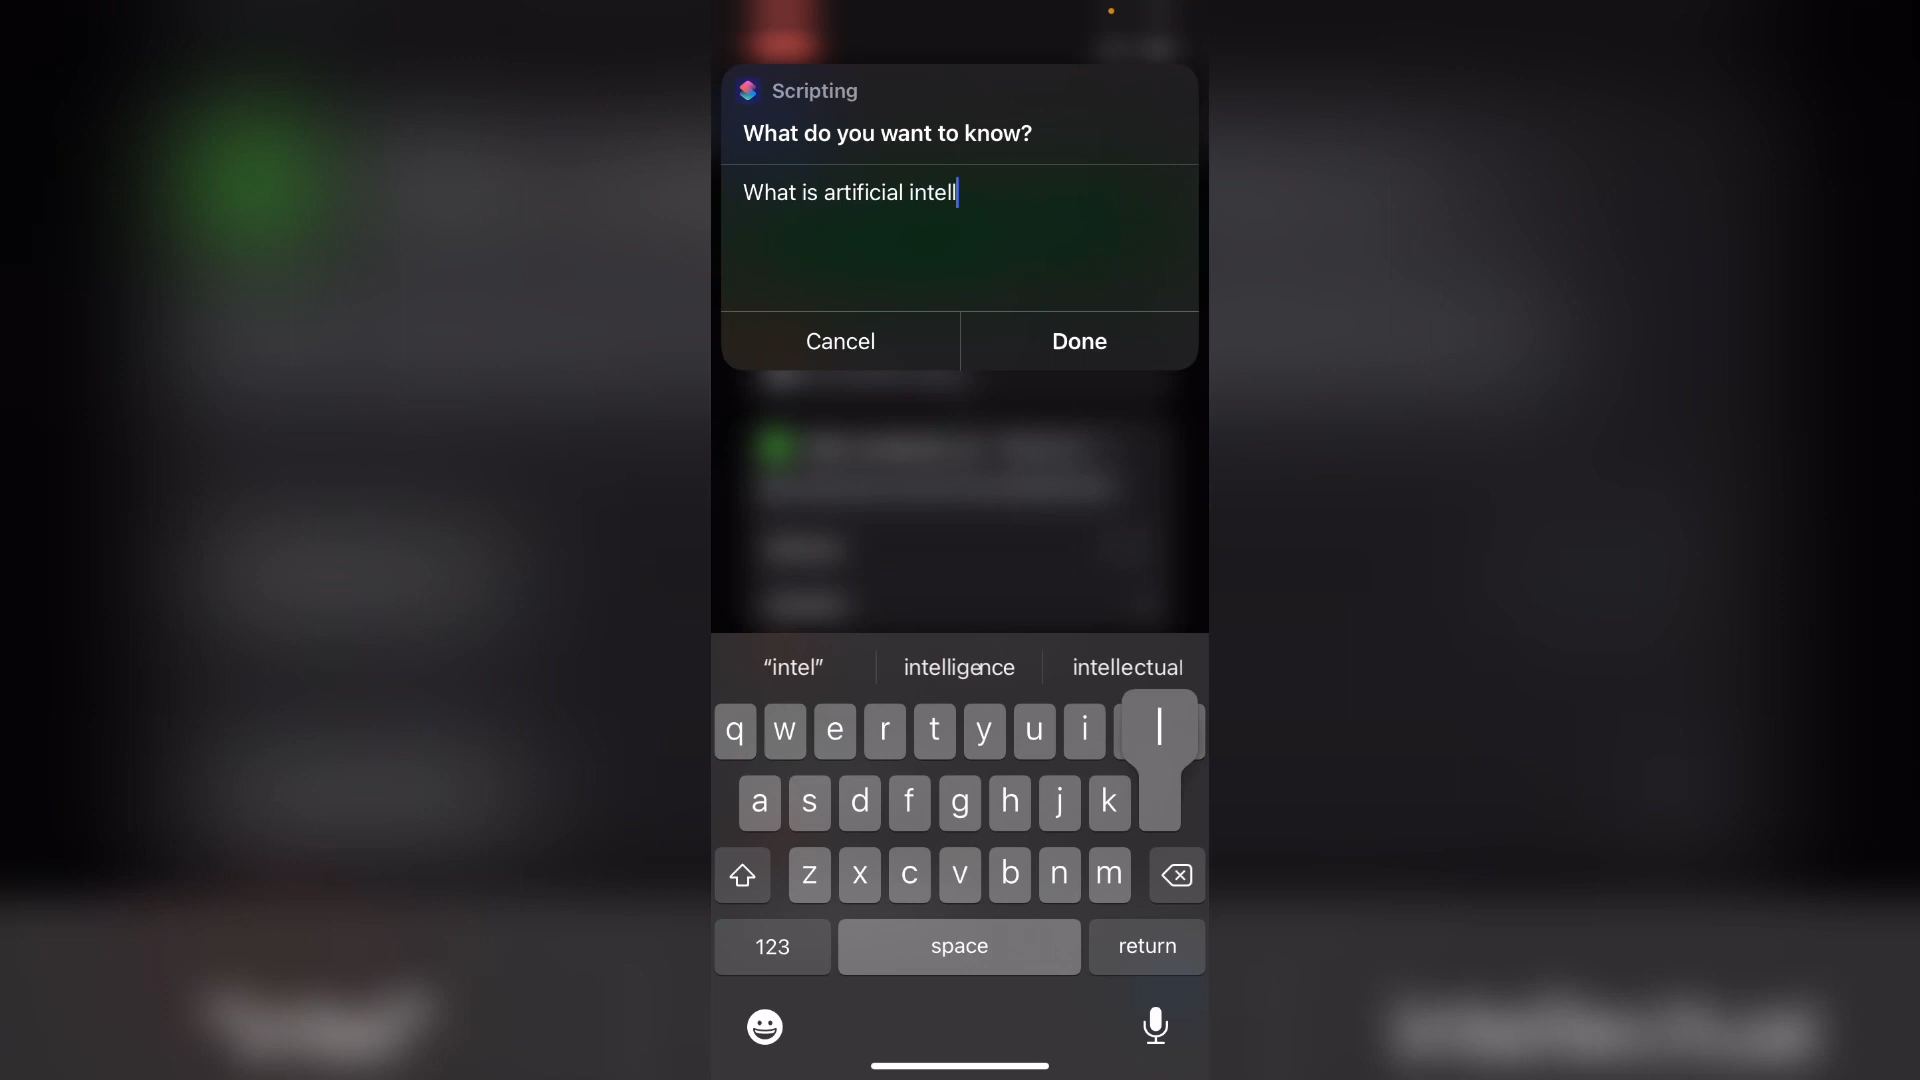 Scripting
What do you want to know?
What is artificial intell
Cancel Done
“intel” intelligence intellectual
q w e r t y u i l
a s d f g h j k
z x c v b n m
123 space return